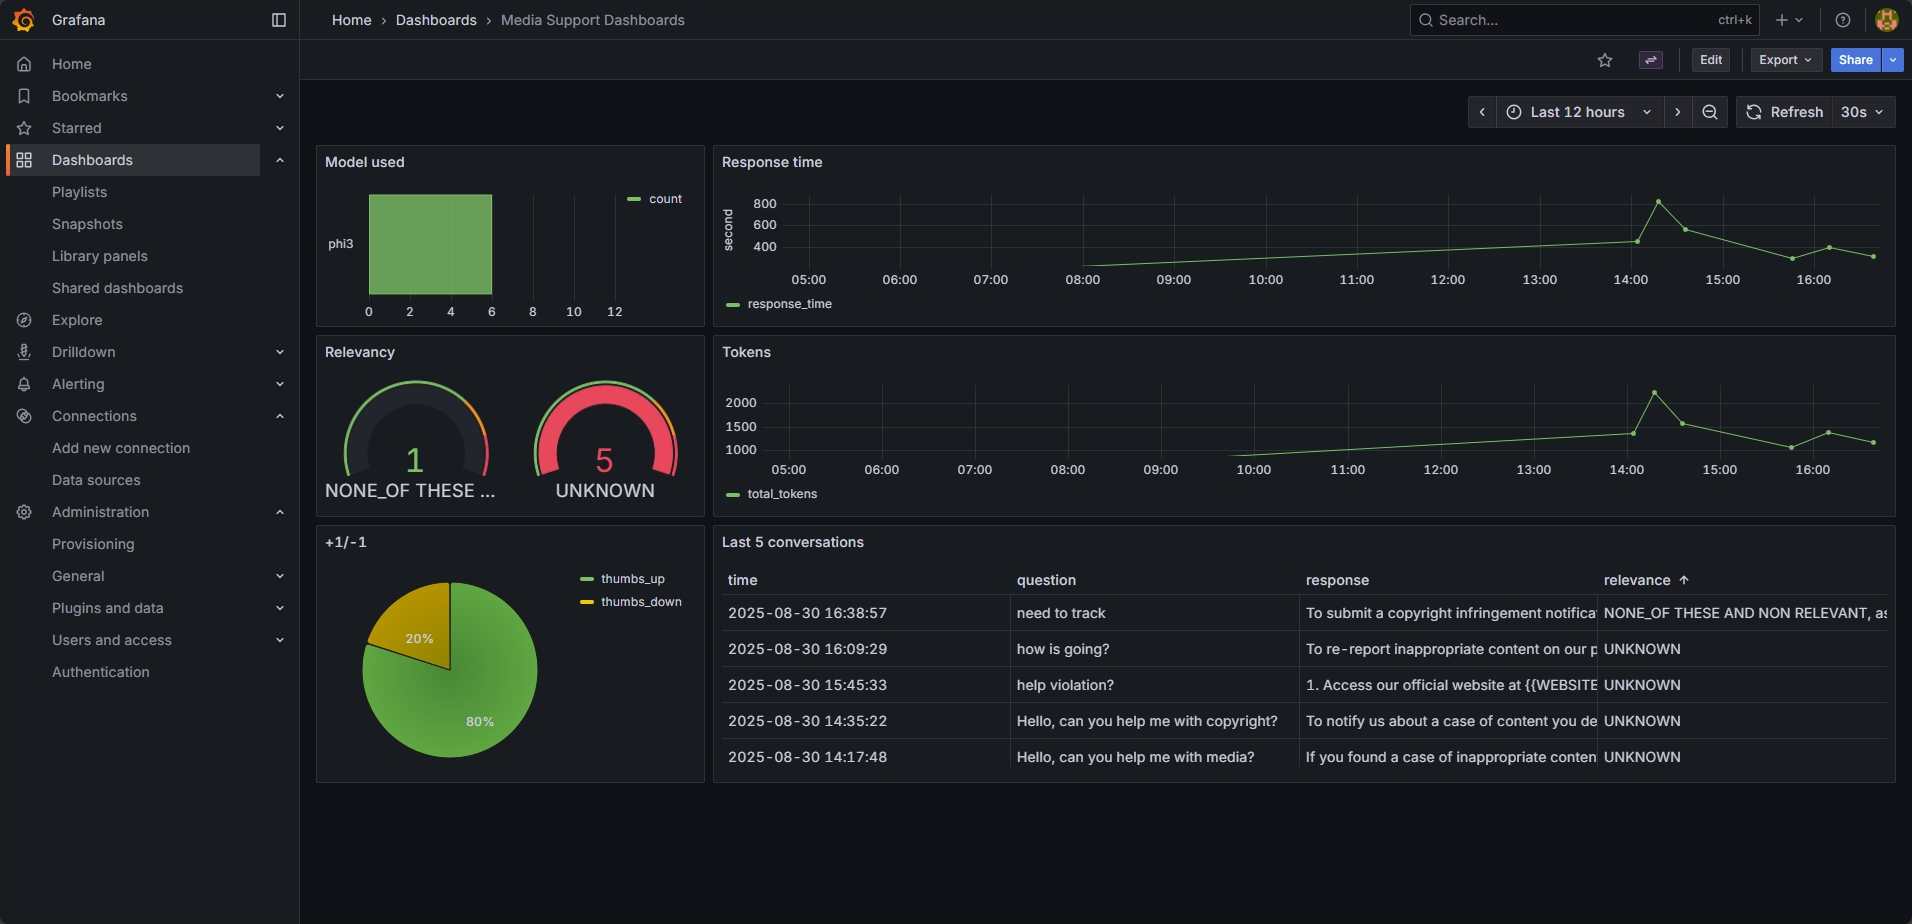 Grafana
Home
Dashboards
Media Support Dashboards
Search...
ctrl+k
Edit
Export
Share
Home
Bookmarks
Starred
Dashboards
Playlists
Snapshots
Library panels
Shared dashboards
Explore
Drilldown
Alerting
Connections
Add new connection
Data sources
Administration
Provisioning
General
Plugins and data
Users and access
Authentication
Last 12 hours
Refresh
30s
Model used
count
phi3
0 2 4 6 8 10 12
Response time
second
800
600
400
05:00 06:00 07:00 08:00 09:00 10:00 11:00 12:00 13:00 14:00 15:00 16:00
response_time
Relevancy
1
NONE_OF THESE ...
5
UNKNOWN
Tokens
2000
1500
1000
05:00 06:00 07:00 08:00 09:00 10:00 11:00 12:00 13:00 14:00 15:00 16:00
total_tokens
+1/-1
thumbs_up
thumbs_down
20%
80%
Last 5 conversations
time question response relevance
2025-08-30 16:38:57 need to track To submit a copyright infringement notifica NONE_OF THESE AND NON RELEVANT, as
2025-08-30 16:09:29 how is going? To re-report inappropriate content on our p UNKNOWN
2025-08-30 15:45:33 help violation? 1. Access our official website at {{WEBSITE UNKNOWN
2025-08-30 14:35:22 Hello, can you help me with copyright? To notify us about a case of content you de UNKNOWN
2025-08-30 14:17:48 Hello, can you help me with media? If you found a case of inappropriate conten UNKNOWN